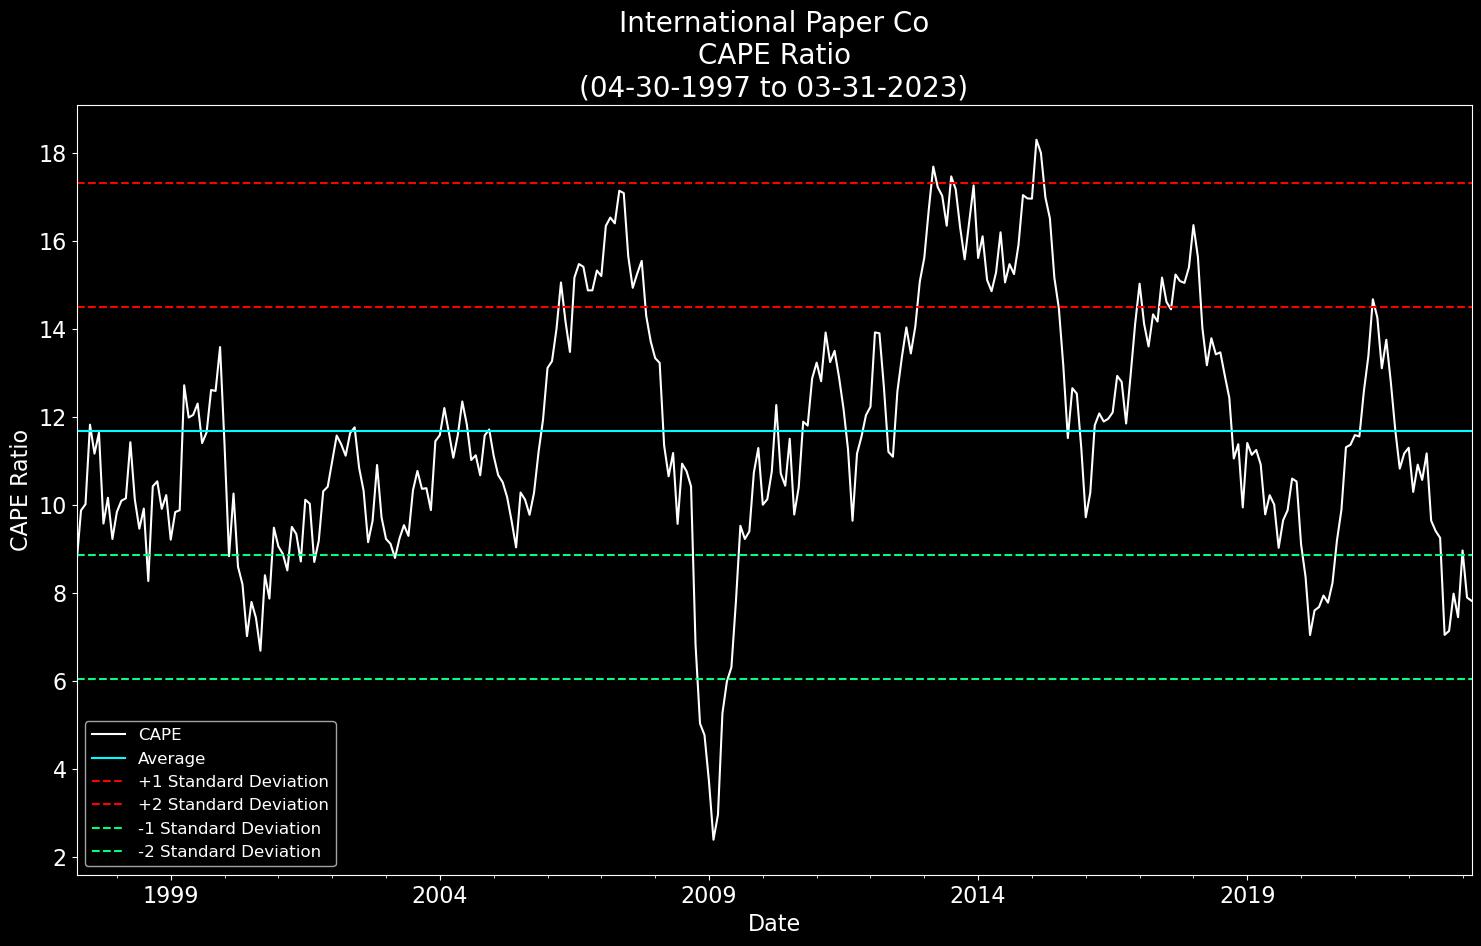 International Paper Co
CAPE Ratio
(04-30-1997 to 03-31-2023)
CAPE Ratio
18
16
14
12
10
8
6
4
2
CAPE
Average
+1 Standard Deviation
+2 Standard Deviation
-1 Standard Deviation
-2 Standard Deviation
1999 2004 2009 2014 2019
Date